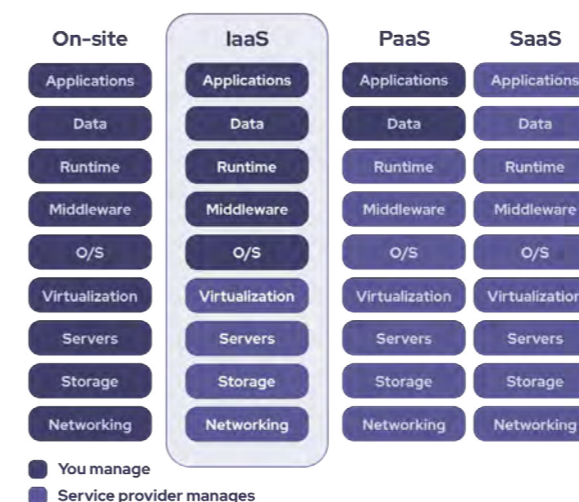 On-site IaaS PaaS SaaS
Applications Applications Applications Applications
Data Data Data Data
Runtime Runtime Runtime Runtime
Middleware Middleware Middleware Middleware
O/S O/S O/S O/S
Virtualization Virtualization Virtualization Virtualization
Servers Servers Servers Servers
Storage Storage Storage Storage
Networking Networking Networking Networking
You manage
Service provider manages